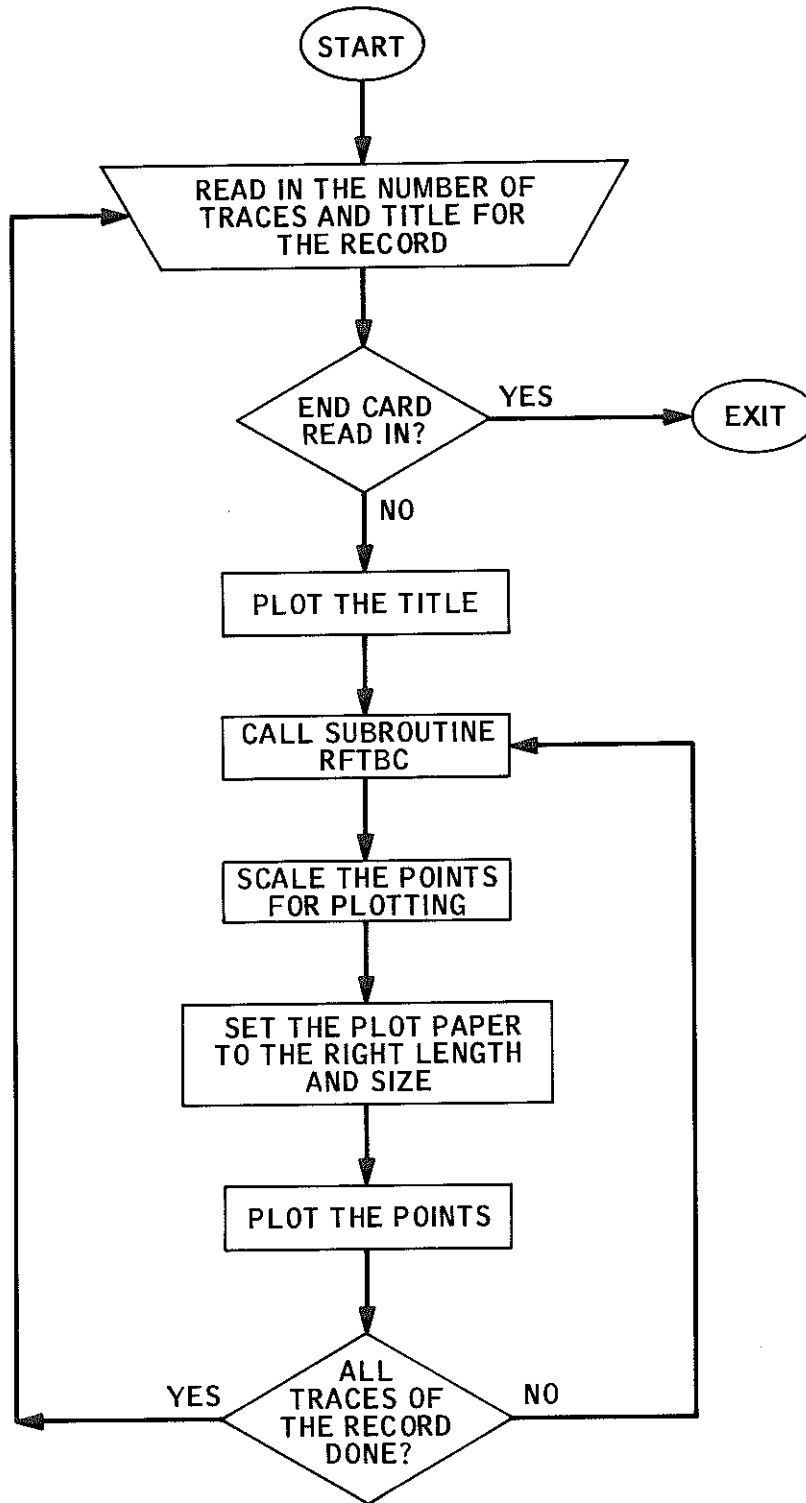 START
READ IN THE NUMBER OF
TRACES AND TITLE FOR
THE RECORD
END CARD
READ IN?
YES
EXIT
NO
PLOT THE TITLE
CALL SUBROUTINE
RFTBC
SCALE THE POINTS
FOR PLOTTING
SET THE PLOT PAPER
TO THE RIGHT LENGTH
AND SIZE
PLOT THE POINTS
YES
ALL
TRACES OF
THE RECORD
DONE?
NO